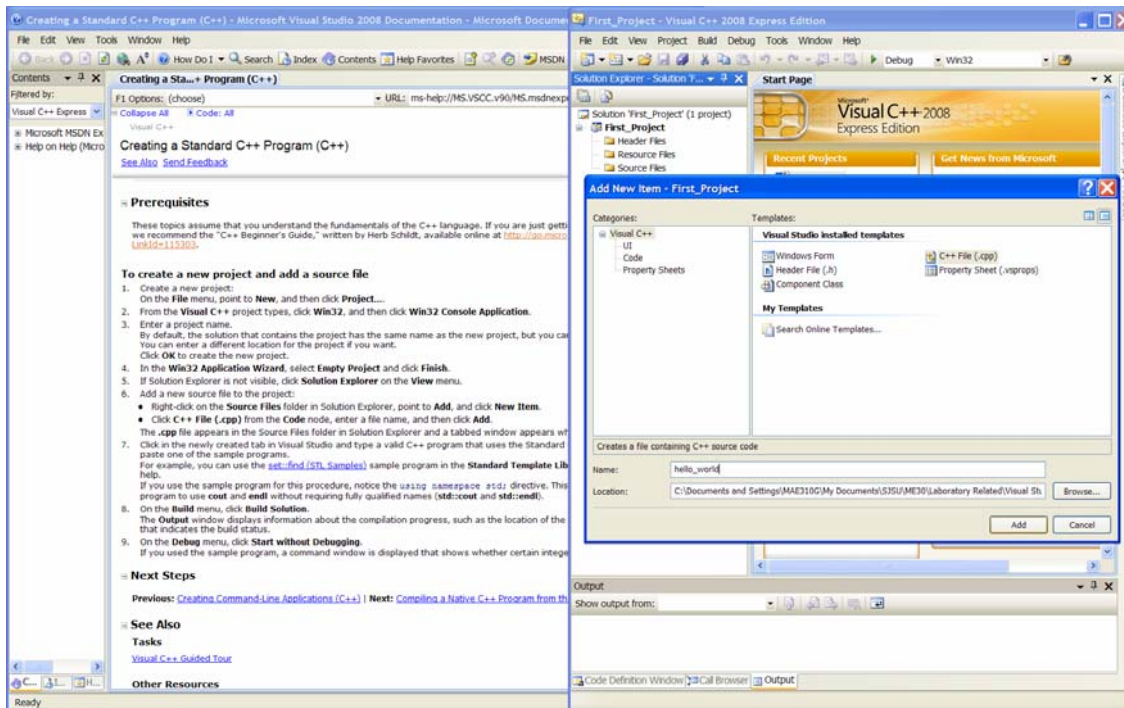 Creating a Standard C++ Program (C++) - Microsoft Visual Studio 2008 Documentation - Microsoft Docume
File Edit View Tools Window Help
Back How Do I Search Index Contents Help Favorites MSDN
Contents
Filtered by:
Visual C++ Express
Microsoft MSDN Ex
Help on Help (Micro
Creating a Sta...+ Program (C++)
F1 Options: (choose) URL: ms-help://MS.VSCC.v90/MS.msdnexp
Collapse All Code: All
Visual C++
Creating a Standard C++ Program (C++)
See Also Send Feedback
Prerequisites
These topics assume that you understand the fundamentals of the C++ language. If you are just getti
we recommend the "C++ Beginner's Guide," written by Herb Schildt, available online at http://go.micro
LinkId=115303.
To create a new project and add a source file
1. Create a new project:
On the File menu, point to New, and then click Project....
2. From the Visual C++ project types, click Win32, and then click Win32 Console Application.
3. Enter a project name.
By default, the solution that contains the project has the same name as the new project, but you can
You can enter a different location for the project if you want.
Click OK to create the new project.
4. In the Win32 Application Wizard, select Empty Project and click Finish.
5. If Solution Explorer is not visible, click Solution Explorer on the View menu.
6. Add a new source file to the project:
• Right-click on the Source Files folder in Solution Explorer, point to Add, and click New Item.
• Click C++ File (.cpp) from the Code node, enter a file name, and then click Add.
The .cpp file appears in the Source Files folder in Solution Explorer and a tabbed window appears wh
7. Click in the newly created tab in Visual Studio and type a valid C++ program that uses the Standard
paste one of the sample programs.
For example, you can use the set::find (STL Samples) sample program in the Standard Template Lib
help.
If you use the sample program for this procedure, notice the using namespace std; directive. This
program to use cout and endl without requiring fully qualified names (std::cout and std::endl).
8. On the Build menu, click Build Solution.
The Output window displays information about the compilation progress, such as the location of the
that indicates the build status.
9. On the Debug menu, click Start without Debugging.
If you used the sample program, a command window is displayed that shows whether certain intege
Next Steps
Previous: Creating Command-Line Applications (C++) | Next: Compiling a Native C++ Program from th
See Also
Tasks
Visual C++ Guided Tour
Other Resources
C... I... H...
Ready
First_Project - Visual C++ 2008 Express Edition
File Edit View Project Build Debug Tools Window Help
Debug Win32
Solution Explorer - Solution 'F...
Solution 'First_Project' (1 project)
First_Project
Header Files
Resource Files
Source Files
Start Page
Microsoft
Visual C++ 2008
Express Edition
Recent Projects Get News from Microsoft
Add New Item - First_Project
Categories:
Visual C++
UI
Code
Property Sheets
Templates:
Visual Studio installed templates
Windows Form C++ File (.cpp)
Header File (.h) Property Sheet (.vsprops)
Component Class
My Templates
Search Online Templates...
Creates a file containing C++ source code
Name: hello_world
Location: C:\Documents and Settings\MAE310G\My Documents\SJSU\ME30\Laboratory Related\Visual St Browse...
Add Cancel
Output
Show output from:
Code Definition Window Call Browser Output